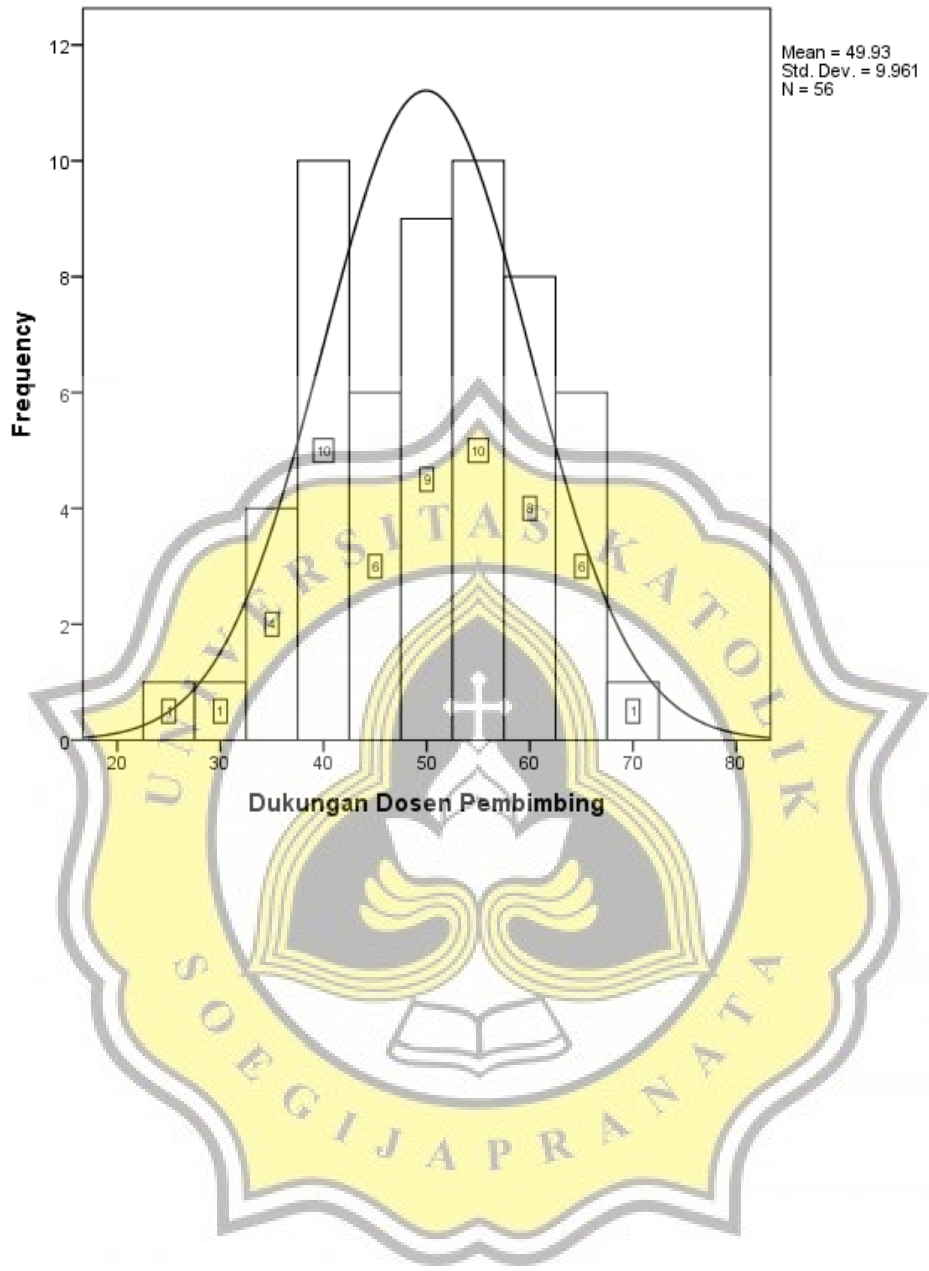 Mean = 49.93
Std. Dev. = 9.961
N = 56
Frequency
12
10
8
6
4
2
0
10
10
9
8
6
6
4
1
1
1
20 30 40 50 60 70 80
Dukungan Dosen Pembimbing
UNIVERSITAS KATOLIK
SOEGIJAPRANATA